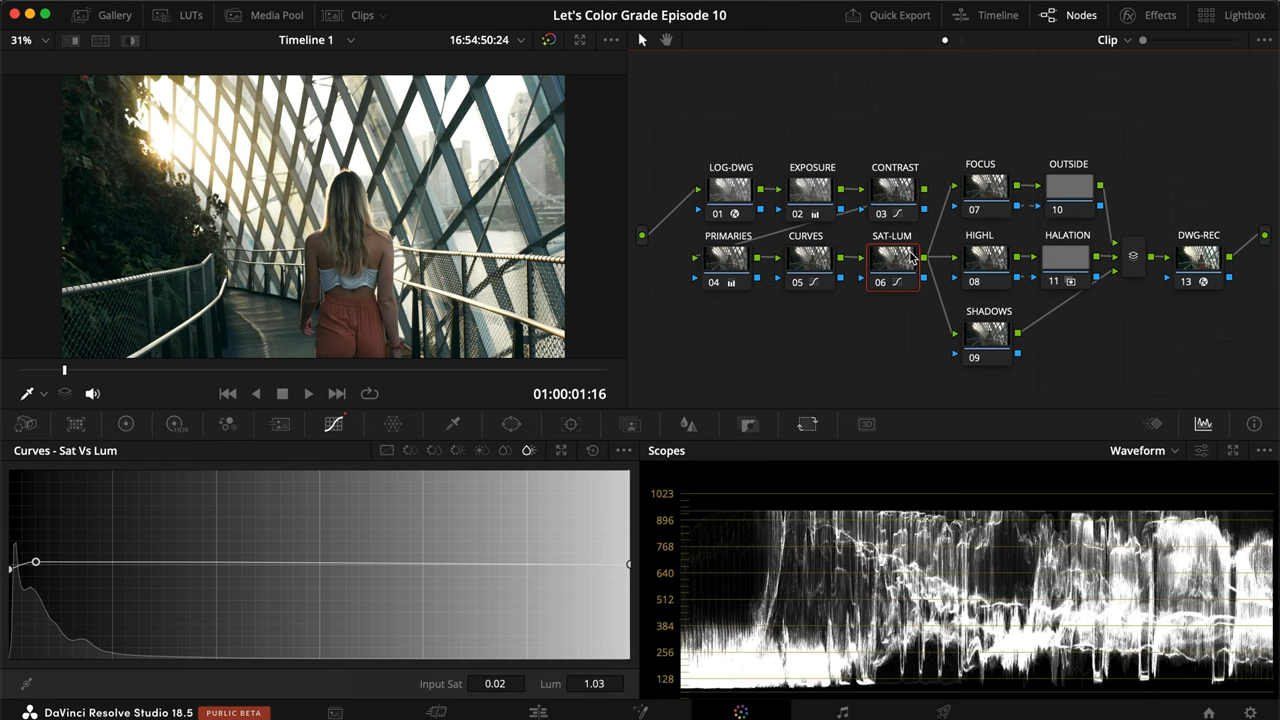 Gallery LUTs Media Pool Clips Let's Color Grade Episode 10 Quick Export Timeline Nodes Effects Lightbox
31% Timeline 1 16:54:50:24 Clip
LOG-DWG EXPOSURE CONTRAST FOCUS OUTSIDE
01 02 03 07 10
PRIMARIES CURVES SAT-LUM HIGHL HALATION DWG-REC
04 05 06 08 11 13
SHADOWS
09
01:00:01:16
HDR
3D
Curves - Sat Vs Lum
Scopes Waveform
1023
896
768
640
512
384
256
128
Input Sat 0.02 Lum 1.03
DaVinci Resolve Studio 18.5 PUBLIC BETA